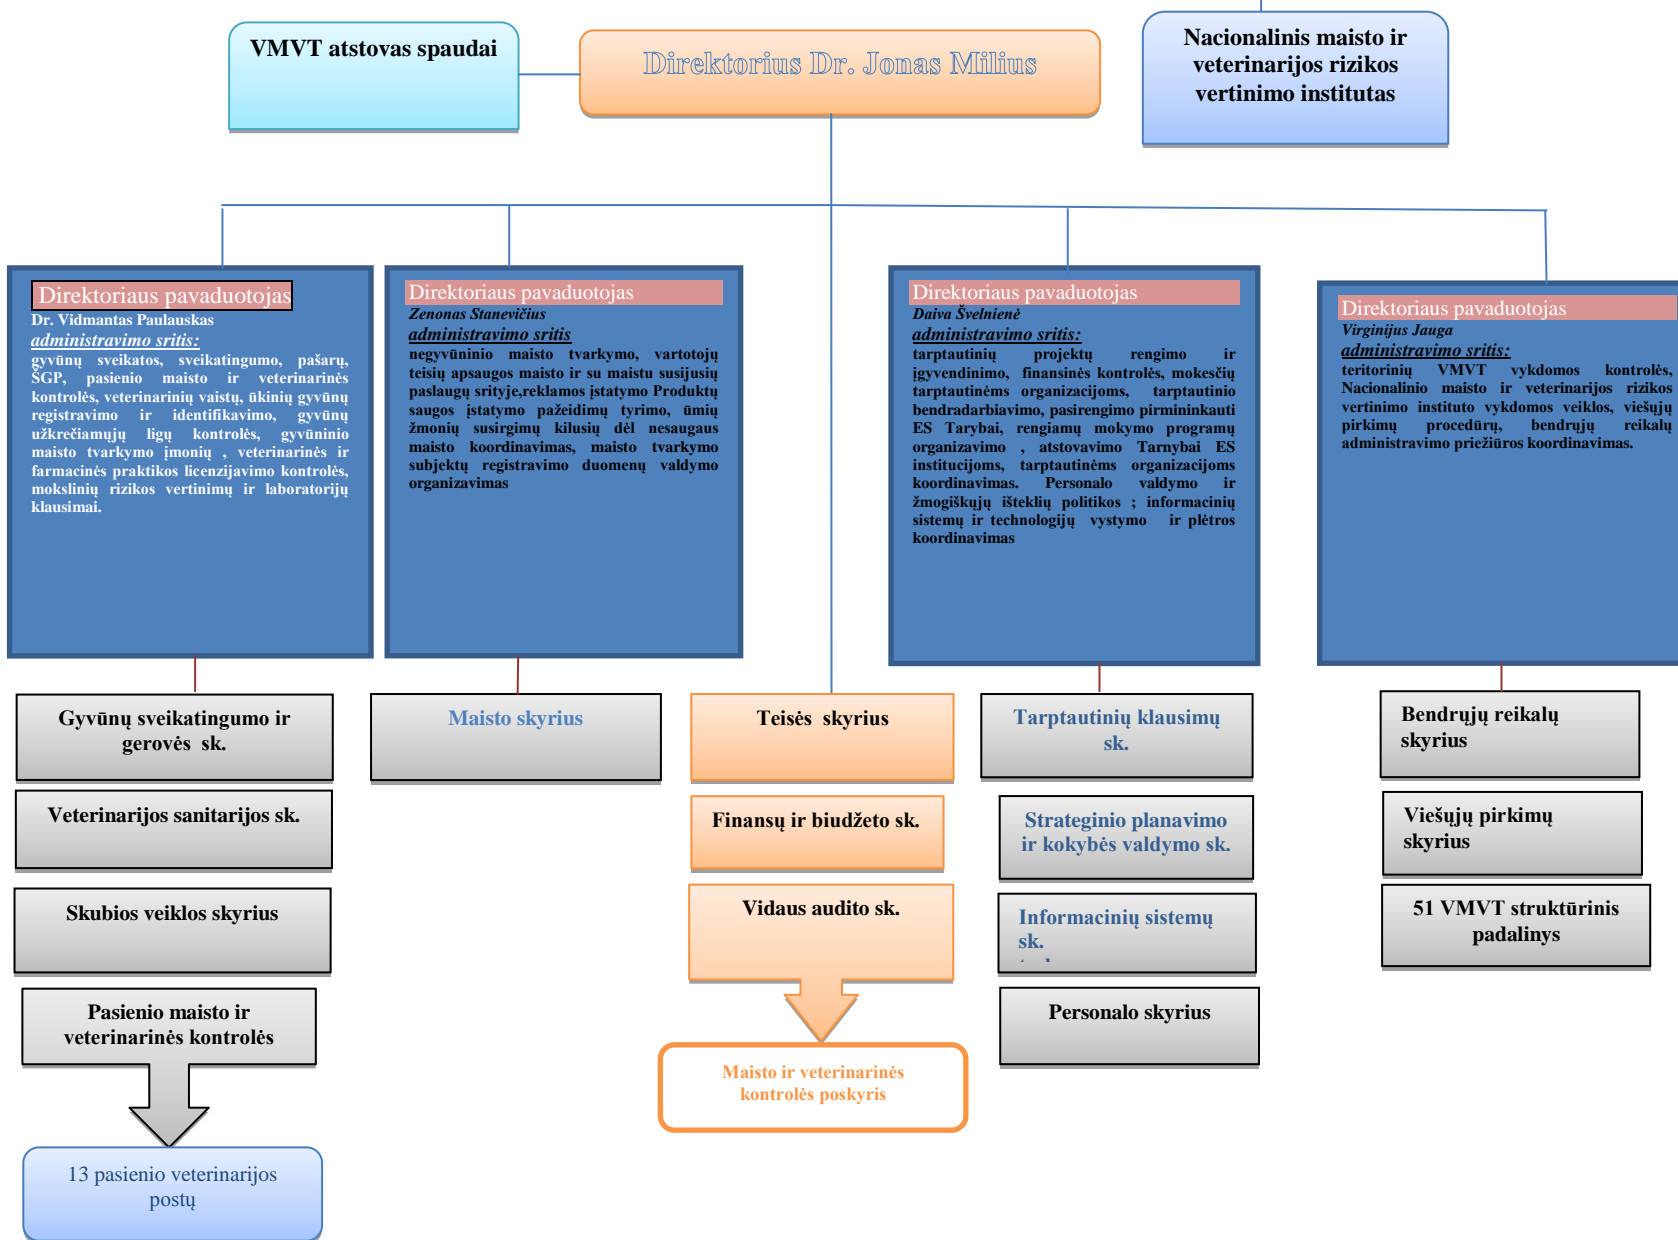 VMVT atstovas spaudai
Direktorius Dr. Jonas Milius
Nacionalinis maisto ir
veterinarijos rizikos
vertinimo institutas
Direktoriaus pavaduotojas
Dr. Vidmantas Paulauskas
administravimo sritis:
gyvūnų sveikatos, sveikatingumo, pašarų,
ŠGP, pasienio maisto ir veterinarinės
kontrolės, veterinarinių vaistų, ūkinių gyvūnų
registravimo ir identifikavimo, gyvūnų
užkrečiamųjų ligų kontrolės, gyvūninio
maisto tvarkymo įmonių , veterinarinės ir
farmacinės praktikos licenzijavimo kontrolės,
mokslinių rizikos vertinimų ir laboratorijų
klausimai.
Direktoriaus pavaduotojas
Zenonas Stanevičius
administravimo sritis
negyvūninio maisto tvarkymo, vartotojų
teisių apsaugos maisto ir su maistu susijusių
paslaugų srityje,reklamos įstatymo Produktų
saugos įstatymo pažeidimų tyrimo, ūmių
žmonių susirgimų kilusių dėl nesaugaus
maisto koordinavimas, maisto tvarkymo
subjektų registravimo duomenų valdymo
organizavimas
Direktoriaus pavaduotojas
Daiva Švelnienė
administravimo sritis:
tarptautinių projektų rengimo ir
įgyvendinimo, finansinės kontrolės, mokesčių
tarptautinėms organizacijoms, tarptautinio
bendradarbiavimo, pasirengimo pirmininkauti
ES Tarybai, rengiamų mokymo programų
organizavimo , atstovavimo Tarnybai ES
institucijoms, tarptautinėms organizacijoms
koordinavimas. Personalo valdymo ir
žmogiškųjų išteklių politikos ; informacinių
sistemų ir technologijų vystymo ir plėtros
koordinavimas
Direktoriaus pavaduotojas
Virginijus Jauga
administravimo sritis:
teritorinių VMVT vykdomos kontrolės,
Nacionalinio maisto ir veterinarijos rizikos
vertinimo instituto vykdomos veiklos, viešųjų
pirkimų procedūrų, bendrųjų reikalų
administravimo priežiūros koordinavimas.
Gyvūnų sveikatingumo ir
gerovės sk.
Veterinarijos sanitarijos sk.
Skubios veiklos skyrius
Pasienio maisto ir
veterinarinės kontrolės
13 pasienio veterinarijos
postų
Maisto skyrius
Teisės skyrius
Finansų ir biudžeto sk.
Vidaus audito sk.
Maisto ir veterinarinės
kontrolės poskyris
Tarptautinių klausimų
sk.
Strateginio planavimo
ir kokybės valdymo sk.
Informacinių sistemų
sk.
Personalo skyrius
Bendrųjų reikalų
skyrius
Viešųjų pirkimų
skyrius
51 VMVT struktūrinis
padalinys